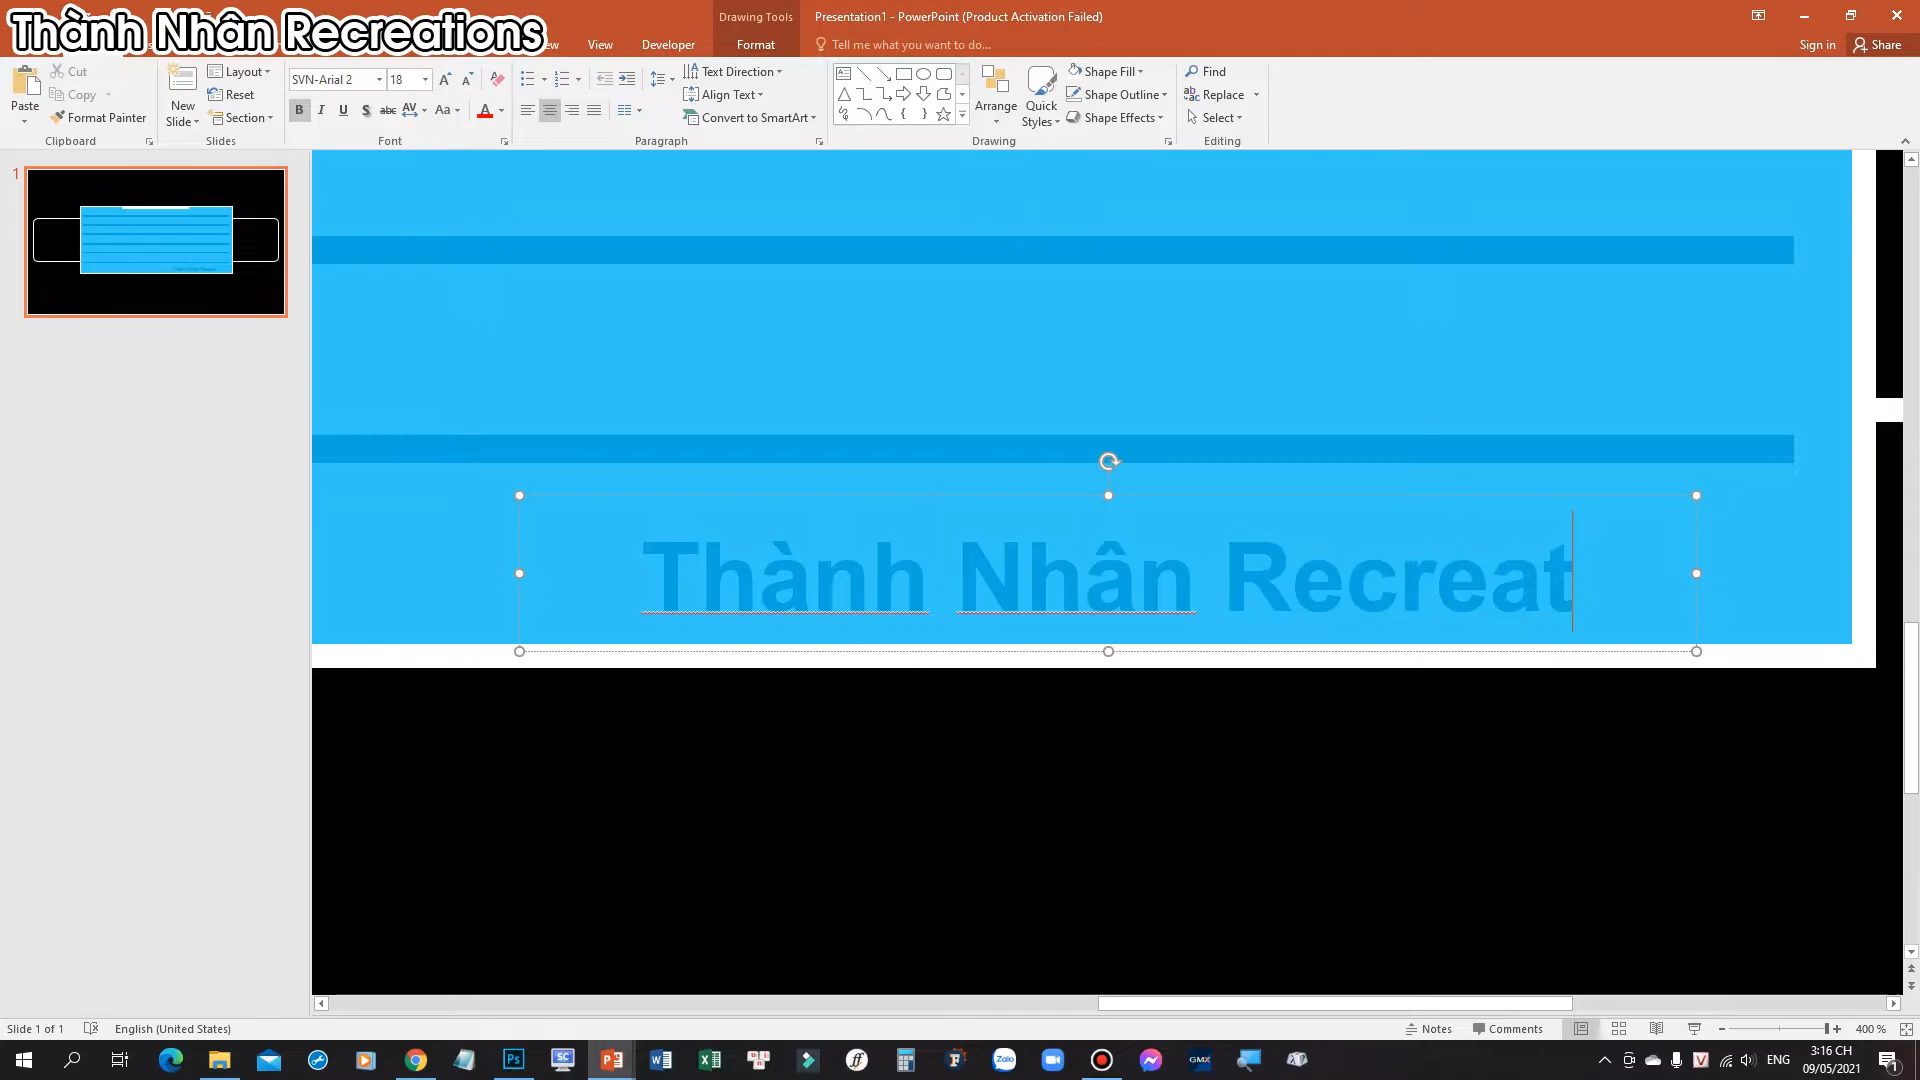 Thành Nhân Recreations
Drawing Tools
Presentation1 - PowerPoint (Product Activation Failed)
View
Developer
Format
Tell me what you want to do...
Sign in
Share
Paste
Cut
Copy
Format Painter
Clipboard
New Slide
Layout
Reset
Section
Slides
SVN-Arial 2
18
B I U S abc AV Aa A
Font
Text Direction
Align Text
Convert to SmartArt
Paragraph
Arrange
Quick Styles
Shape Fill
Shape Outline
Shape Effects
Drawing
Find
Replace
Select
Editing
1
Thành Nhân Recreat
Slide 1 of 1
English (United States)
Notes
Comments
400 %
ENG
3:16 CH
09/05/2021